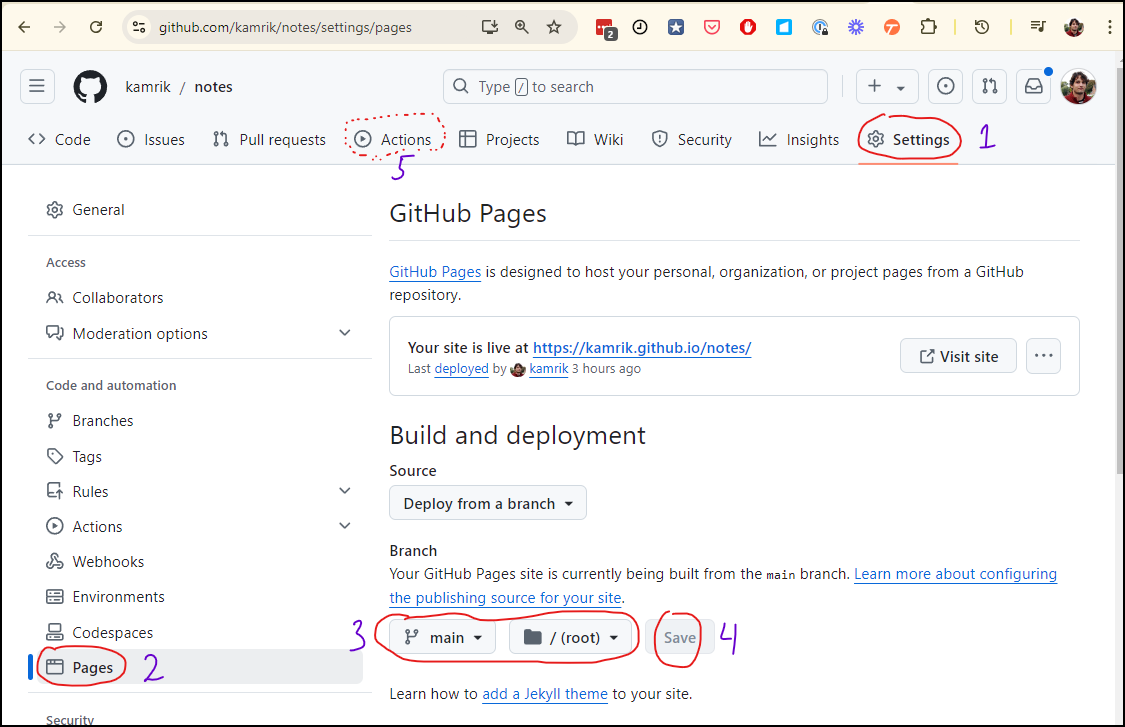 github.com/kamrik/notes/settings/pages
2
kamrik / notes
Type / to search
Code Issues Pull requests Actions Projects Wiki Security Insights Settings 1
5
General
Access
Collaborators
Moderation options
Code and automation
Branches
Tags
Rules
Actions
Webhooks
Environments
Codespaces
Pages 2
Security
GitHub Pages
GitHub Pages is designed to host your personal, organization, or project pages from a GitHub
repository.
Your site is live at https://kamrik.github.io/notes/
Last deployed by kamrik 3 hours ago
Visit site
Build and deployment
Source
Deploy from a branch
Branch
Your GitHub Pages site is currently being built from the main branch. Learn more about configuring
the publishing source for your site.
3 main / (root) Save 4
Learn how to add a Jekyll theme to your site.